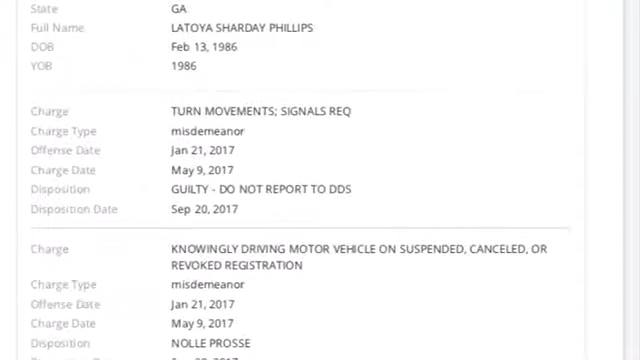 State GA
Full Name LATOYA SHARDAY PHILLIPS
DOB Feb 13, 1986
YOB 1986
Charge TURN MOVEMENTS; SIGNALS REQ
Charge Type misdemeanor
Offense Date Jan 21, 2017
Charge Date May 9, 2017
Disposition GUILTY - DO NOT REPORT TO DDS
Disposition Date Sep 20, 2017
Charge KNOWINGLY DRIVING MOTOR VEHICLE ON SUSPENDED, CANCELED, OR
REVOKED REGISTRATION
Charge Type misdemeanor
Offense Date Jan 21, 2017
Charge Date May 9, 2017
Disposition NOLLE PROSSE